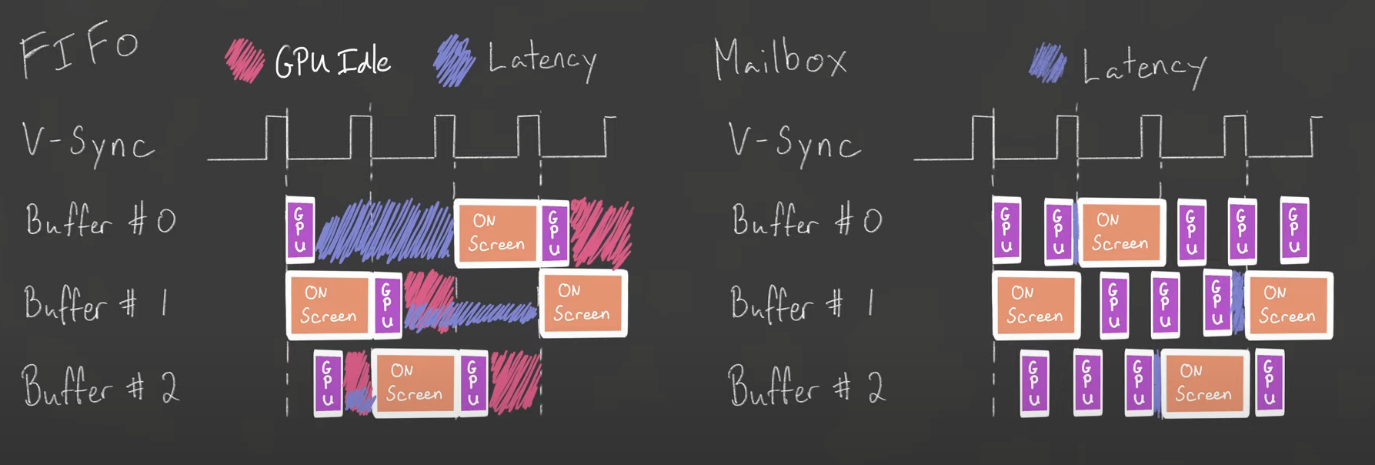 FIFO GPU Idle Latency
V-Sync
Buffer #0 GPU ON Screen GPU
Buffer # 1 ON Screen GPU ON Screen
Buffer # 2 GPU ON Screen GPU
Mailbox Latency
V-Sync
Buffer #0 GPU GPU ON Screen GPU GPU GPU
Buffer # 1 ON Screen GPU GPU GPU ON Screen
Buffer # 2 GPU GPU GPU ON Screen GPU